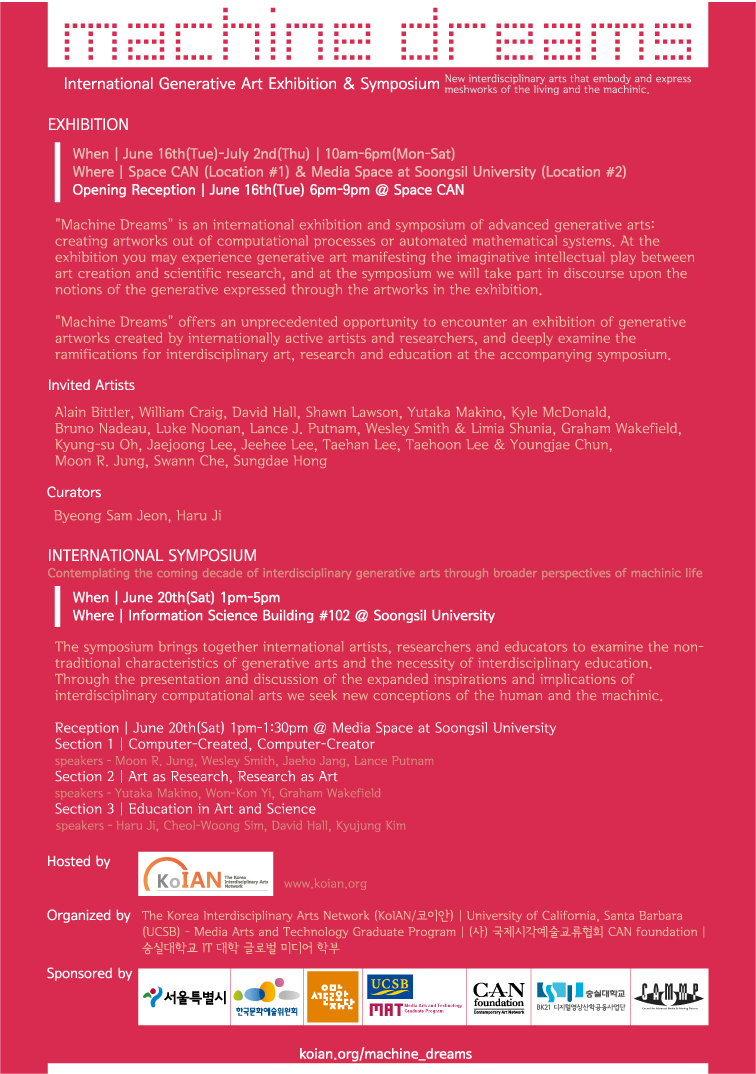 machine dreams
International Generative Art Exhibition & Symposium New interdisciplinary arts that embody and express
meshworks of the living and the machinic.
EXHIBITION
When | June 16th(Tue)-July 2nd(Thu) | 10am-6pm(Mon-Sat)
Where | Space CAN (Location #1) & Media Space at Soongsil University (Location #2)
Opening Reception | June 16th(Tue) 6pm-9pm @ Space CAN
"Machine Dreams" is an international exhibition and symposium of advanced generative arts:
creating artworks out of computational processes or automated mathematical systems. At the
exhibition you may experience generative art manifesting the imaginative intellectual play between
art creation and scientific research, and at the symposium we will take part in discourse upon the
notions of the generative expressed through the artworks in the exhibition.
"Machine Dreams" offers an unprecedented opportunity to encounter an exhibition of generative
artworks created by internationally active artists and researchers, and deeply examine the
ramifications for interdisciplinary art, research and education at the accompanying symposium.
Invited Artists
Alain Bittler, William Craig, David Hall, Shawn Lawson, Yutaka Makino, Kyle McDonald,
Bruno Nadeau, Luke Noonan, Lance J. Putnam, Wesley Smith & Limia Shunia, Graham Wakefield,
Kyung-su Oh, Jaejoong Lee, Jeehee Lee, Taehan Lee, Taehoon Lee & Youngjae Chun,
Moon R. Jung, Swann Che, Sungdae Hong
Curators
Byeong Sam Jeon, Haru Ji
INTERNATIONAL SYMPOSIUM
Contemplating the coming decade of interdisciplinary generative arts through broader perspectives of machinic life
When | June 20th(Sat) 1pm-5pm
Where | Information Science Building #102 @ Soongsil University
The symposium brings together international artists, researchers and educators to examine the non-
traditional characteristics of generative arts and the necessity of interdisciplinary education.
Through the presentation and discussion of the expanded inspirations and implications of
interdisciplinary computational arts we seek new conceptions of the human and the machinic.
Reception | June 20th(Sat) 1pm-1:30pm @ Media Space at Soongsil University
Section 1 | Computer-Created, Computer-Creator
speakers - Moon R. Jung, Wesley Smith, Jaeho Jang, Lance Putnam
Section 2 | Art as Research, Research as Art
speakers - Yutaka Makino, Won-Kon Yi, Graham Wakefield
Section 3 | Education in Art and Science
speakers - Haru Ji, Cheol-Woong Sim, David Hall, Kyujung Kim
Hosted by
KoIAN The Korea Interdisciplinary Arts Network
www.koian.org
Organized by The Korea Interdisciplinary Arts Network (KoIAN/코이안) | University of California, Santa Barbara
(UCSB) - Media Arts and Technology Graduate Program | (사) 국제시각예술교류협회 CAN foundation |
숭실대학교 IT 대학 글로벌 미디어 학부
Sponsored by
서울특별시
한국문화예술위원회
서울문화재단
UCSB
MAT Media Arts and Technology Graduate Program
CAN foundation
Contemporary Art Network
숭실대학교
BK21 디지털영상산학공동사업단
CAMMP
koian.org/machine_dreams